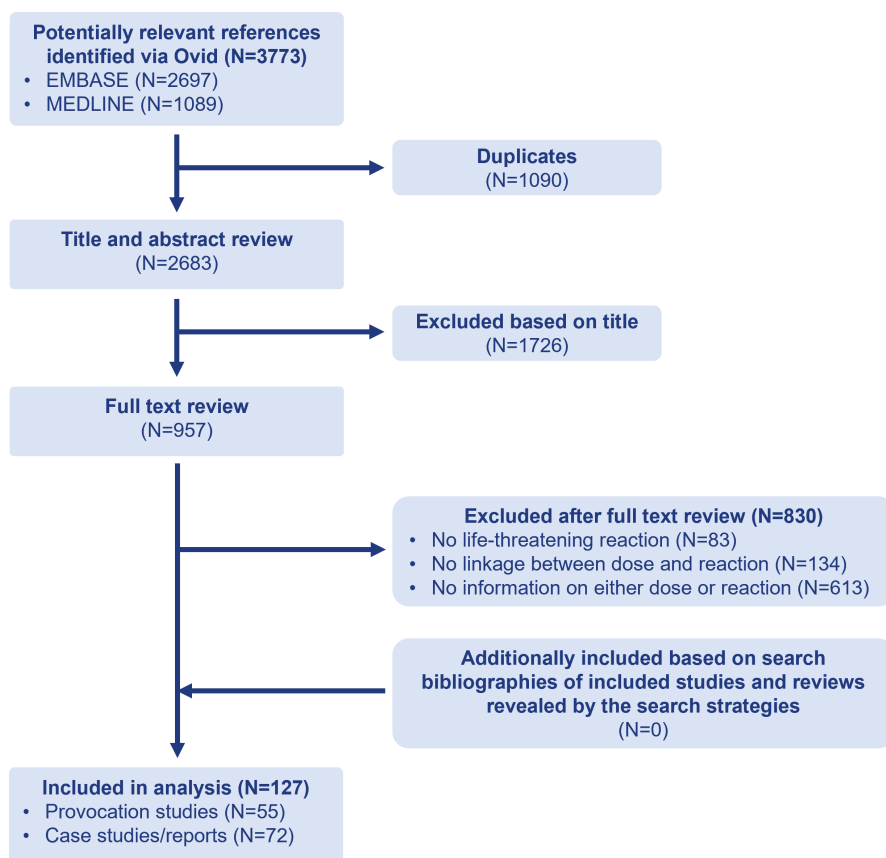 Potentially relevant references
identified via Ovid (N=3773)
• EMBASE (N=2697)
• MEDLINE (N=1089)
Duplicates
(N=1090)
Title and abstract review
(N=2683)
Excluded based on title
(N=1726)
Full text review
(N=957)
Excluded after full text review (N=830)
• No life-threatening reaction (N=83)
• No linkage between dose and reaction (N=134)
• No information on either dose or reaction (N=613)
Additionally included based on search
bibliographies of included studies and reviews
revealed by the search strategies
(N=0)
Included in analysis (N=127)
• Provocation studies (N=55)
• Case studies/reports (N=72)